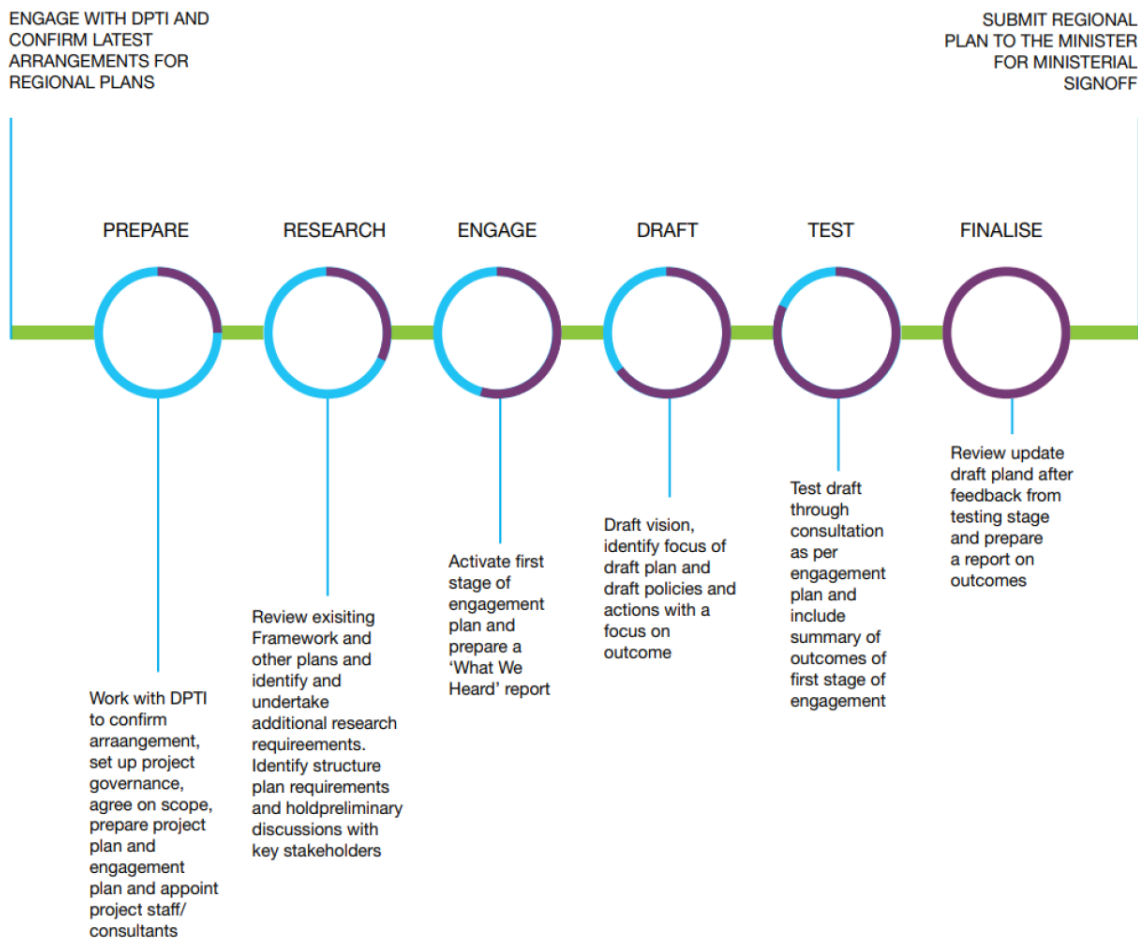 ENGAGE WITH DPTI AND
CONFIRM LATEST
ARRANGEMENTS FOR
REGIONAL PLANS
SUBMIT REGIONAL
PLAN TO THE MINISTER
FOR MINISTERIAL
SIGNOFF
PREPARE
RESEARCH
ENGAGE
DRAFT
TEST
FINALISE
Work with DPTI
to confirm
arraangement,
set up project
governance,
agree on scope,
prepare project
plan and
engagement
plan and appoint
project staff/
consultants
Review exisiting
Framework and
other plans and
identify and
undertake
additional research
requireements.
Identify structure
plan requirements
and holdpreliminary
discussions with
key stakeholders
Activate first
stage of
engagement
plan and
prepare a
‘What We
Heard’ report
Draft vision,
identify focus of
draft plan and
draft policies and
actions with a
focus on
outcome
Test draft
through
consultation
as per
engagement
plan and
include
summary of
outcomes of
first stage of
engagement
Review update
draft pland after
feedback from
testing stage
and prepare
a report on
outcomes